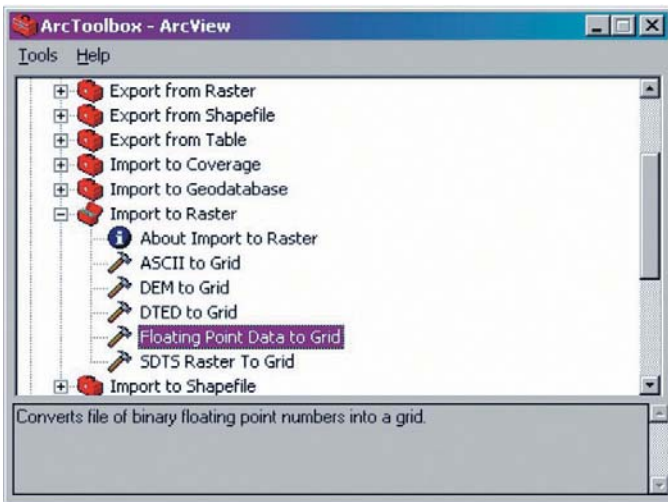 ArcToolbox - ArcView
Tools Help
Export from Raster
Export from Shapefile
Export from Table
Import to Coverage
Import to Geodatabase
Import to Raster
About Import to Raster
ASCII to Grid
DEM to Grid
DTED to Grid
Floating Point Data to Grid
SDTS Raster To Grid
Import to Shapefile
Converts file of binary floating point numbers into a grid.